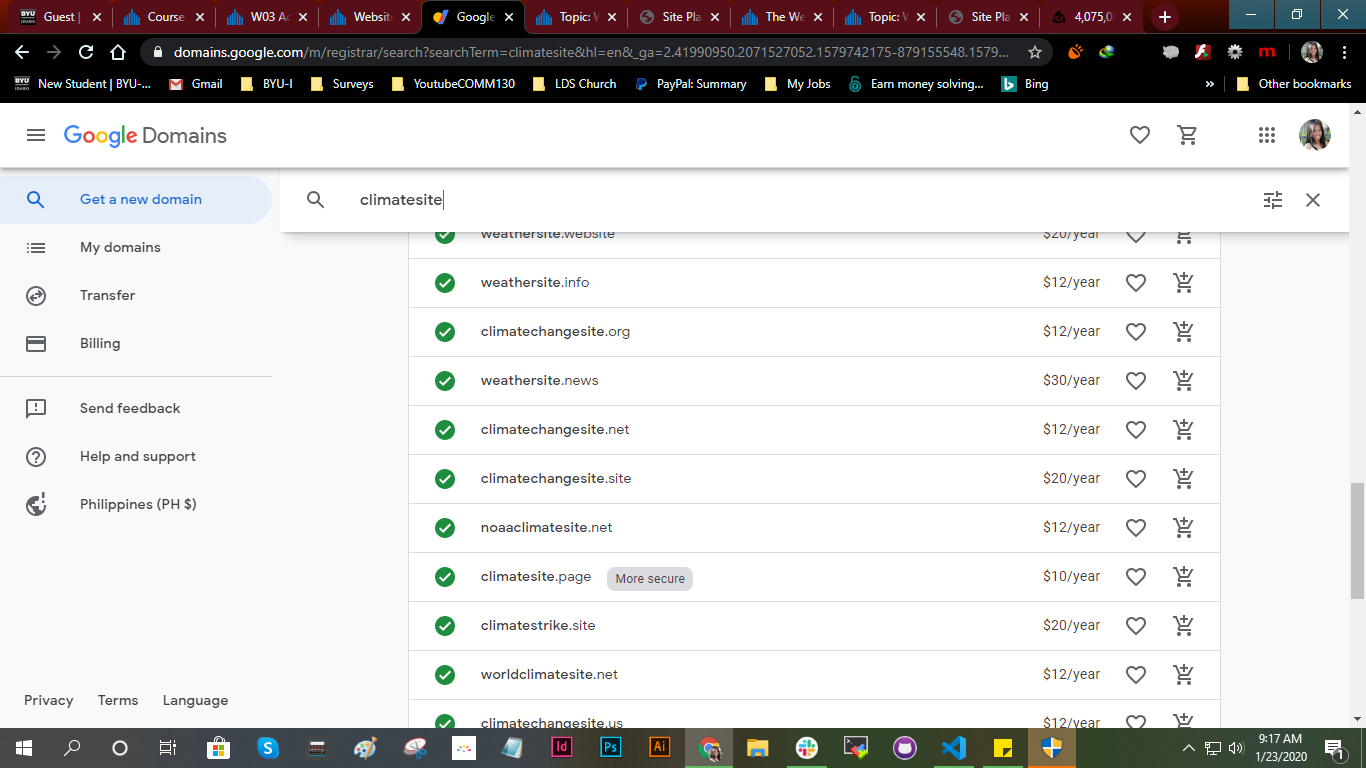 Guest |
Course
W03 Ac
Website
Google
Topic: W
Site Pla
The We
Topic: W
Site Pla
4,075,0
domains.google.com/m/registrar/search?searchTerm=climatesite&hl=en&_ga=2.41990950.2071527052.1579742175-879155548.1579...
New Student | BYU-...
Gmail
BYU-I
Surveys
YoutubeCOMM130
LDS Church
PayPal: Summary
My Jobs
Earn money solving...
Bing
»
Other bookmarks
Google Domains
Get a new domain
My domains
Transfer
Billing
Send feedback
Help and support
Philippines (PH $)
Privacy Terms Language
climatesite
weathersite.website $20/year
weathersite.info $12/year
climatechangesite.org $12/year
weathersite.news $30/year
climatechangesite.net $12/year
climatechangesite.site $20/year
noaaclimatesite.net $12/year
climatesite.page More secure $10/year
climatestrike.site $20/year
worldclimatesite.net $12/year
climatechangesite.us $12/year
Id
Ps
Ai
9:17 AM
1/23/2020
1